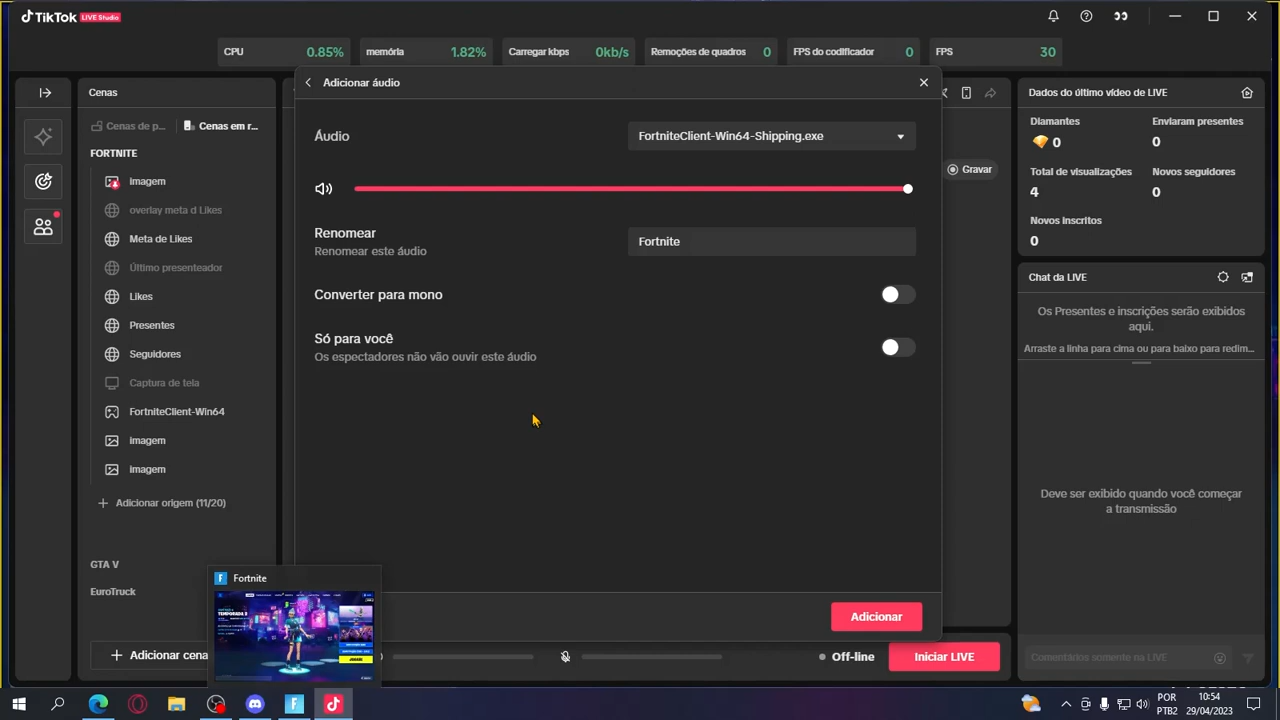 TikTok LIVE Studio
CPU 0.85%
memória 1.82%
Carregar kbps 0kb/s
Remoções de quadros 0
FPS do codificador 0
FPS 30
Cenas
Cenas de p...
Cenas em r...
FORTNITE
imagem
overlay meta d Likes
Meta de Likes
Último presenteador
Likes
Presentes
Seguidores
Captura de tela
FortniteClient-Win64
imagem
imagem
Adicionar origem (11/20)
GTA V
EuroTruck
Adicionar cena
Adicionar áudio
Áudio
FortniteClient-Win64-Shipping.exe
Renomear
Renomear este áudio
Fortnite
Converter para mono
Só para você
Os espectadores não vão ouvir este áudio
Adicionar
Gravar
Fortnite
TEMPORADA 2
Off-line
Iniciar LIVE
Dados do último vídeo de LIVE
Diamantes
0
Enviaram presentes
0
Total de visualizações
4
Novos seguidores
0
Novos inscritos
0
Chat da LIVE
Os Presentes e inscrições serão exibidos
aqui.
Arraste a linha para cima ou para baixo para redim...
Deve ser exibido quando você começar
a transmissão
Comentários somente na LIVE
POR
PTB2
10:54
29/04/2023